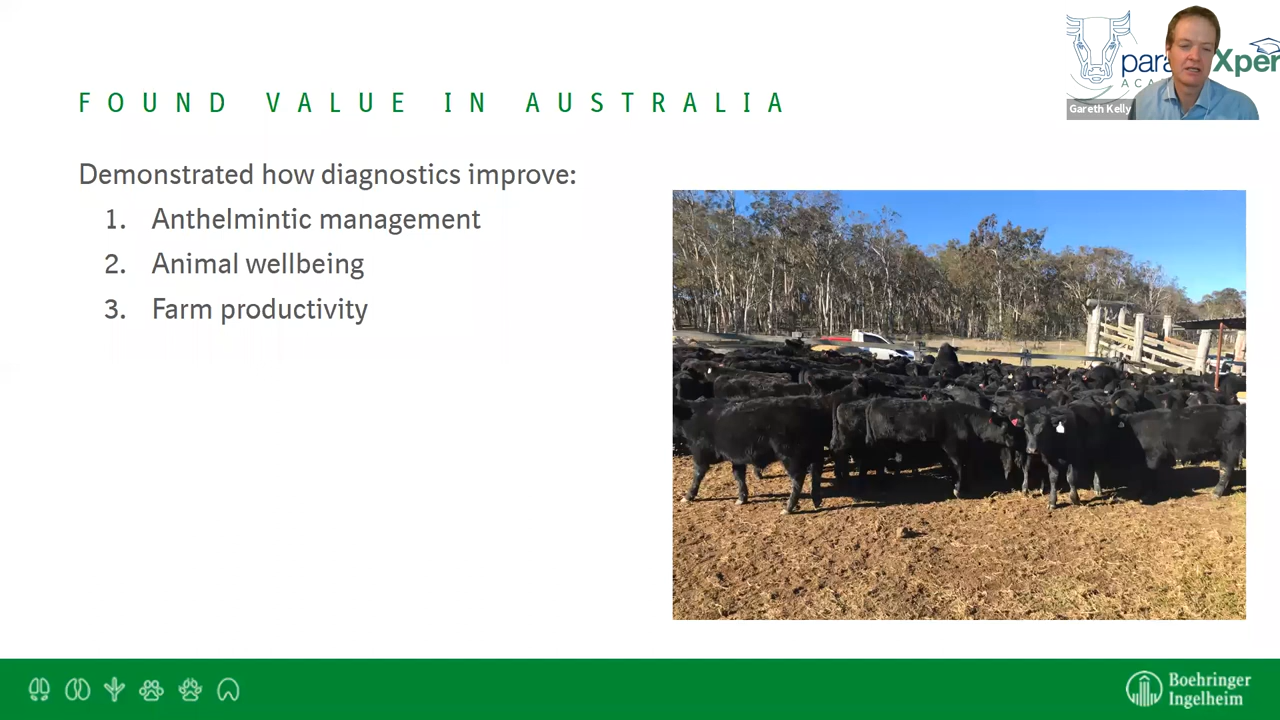 FOUND VALUE IN AUSTRALIA
Gareth Kelly
Demonstrated how diagnostics improve:
1. Anthelmintic management
2. Animal wellbeing
3. Farm productivity
Boehringer
Ingelheim